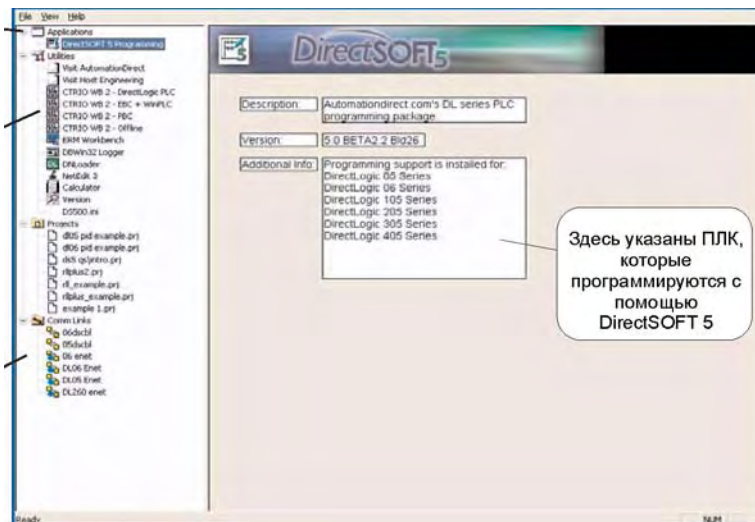 File View Help
Applications
DirectSOFT 5 Programming
Utilities
Visit AutomationDirect
Visit Host Engineering
CTRIO WB 2 - DirectLogic PLC
CTRIO WB 2 - EBC + WinPLC
CTRIO WB 2 - PBC
CTRIO WB 2 - Offline
ERM Workbench
DBWin32 Logger
DL DNLoader
NetEdit 3
Calculator
Version
DS500.ini
Projects
dl05 pid example.prj
dl06 pid example.prj
ds5 qsintro.prj
rllplus2.prj
rll_example.prj
rllplus_example.prj
example 1.prj
Comm Links
06dscbl
05dscbl
06 enet
DL06 Enet
DL05 Enet
DL260 enet
DirectSOFT5
Description: Automationdirect.com's DL series PLC
programming package.
Version: 5.0 BETA2.2 Bld26
Additional Info: Programming support is installed for:
DirectLogic 05 Series
DirectLogic 06 Series
DirectLogic 105 Series
DirectLogic 205 Series
DirectLogic 305 Series
DirectLogic 405 Series
Здесь указаны ПЛК,
которые
программируются с
помощью
DirectSOFT 5
Ready
NUM